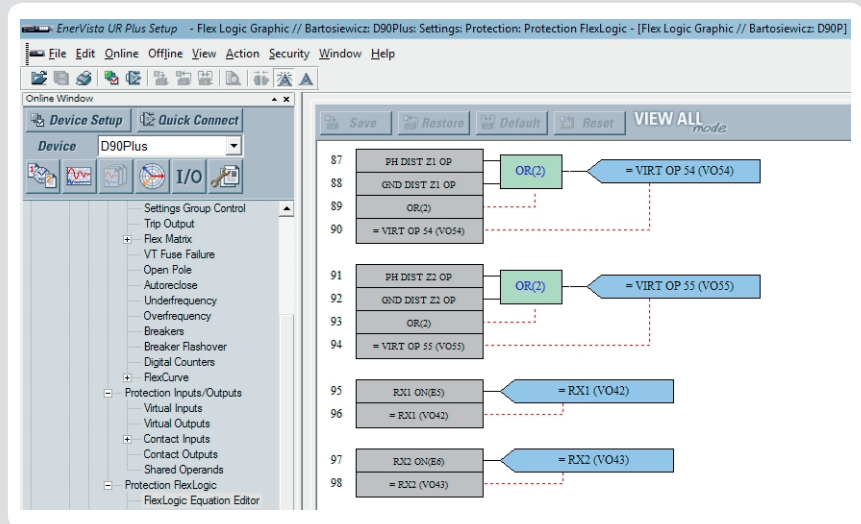 EnerVista UR Plus Setup - Flex Logic Graphic // Bartosiewicz: D90Plus: Settings: Protection: Protection FlexLogic - [Flex Logic Graphic // Bartosiewicz: D90P]
File Edit Online Offline View Action Security Window Help
Online Window
Device Setup Quick Connect
Device D90Plus
I/O
Settings Group Control
Trip Output
Flex Matrix
VT Fuse Failure
Open Pole
Autoreclose
Underfrequency
Overfrequency
Breakers
Breaker Flashover
Digital Counters
FlexCurve
Protection Inputs/Outputs
Virtual Inputs
Virtual Outputs
Contact Inputs
Contact Outputs
Shared Operands
Protection FlexLogic
FlexLogic Equation Editor
Save Restore Default Reset VIEW ALL mode
87 PH DIST Z1 OP OR(2) = VIRT OP 54 (VO54)
88 GND DIST Z1 OP
89 OR(2)
90 = VIRT OP 54 (VO54)
91 PH DIST Z2 OP OR(2) = VIRT OP 55 (VO55)
92 GND DIST Z2 OP
93 OR(2)
94 = VIRT OP 55 (VO55)
95 RX1 ON(E5) = RX1 (VO42)
96 = RX1 (VO42)
97 RX2 ON(E6) = RX2 (VO43)
98 = RX2 (VO43)